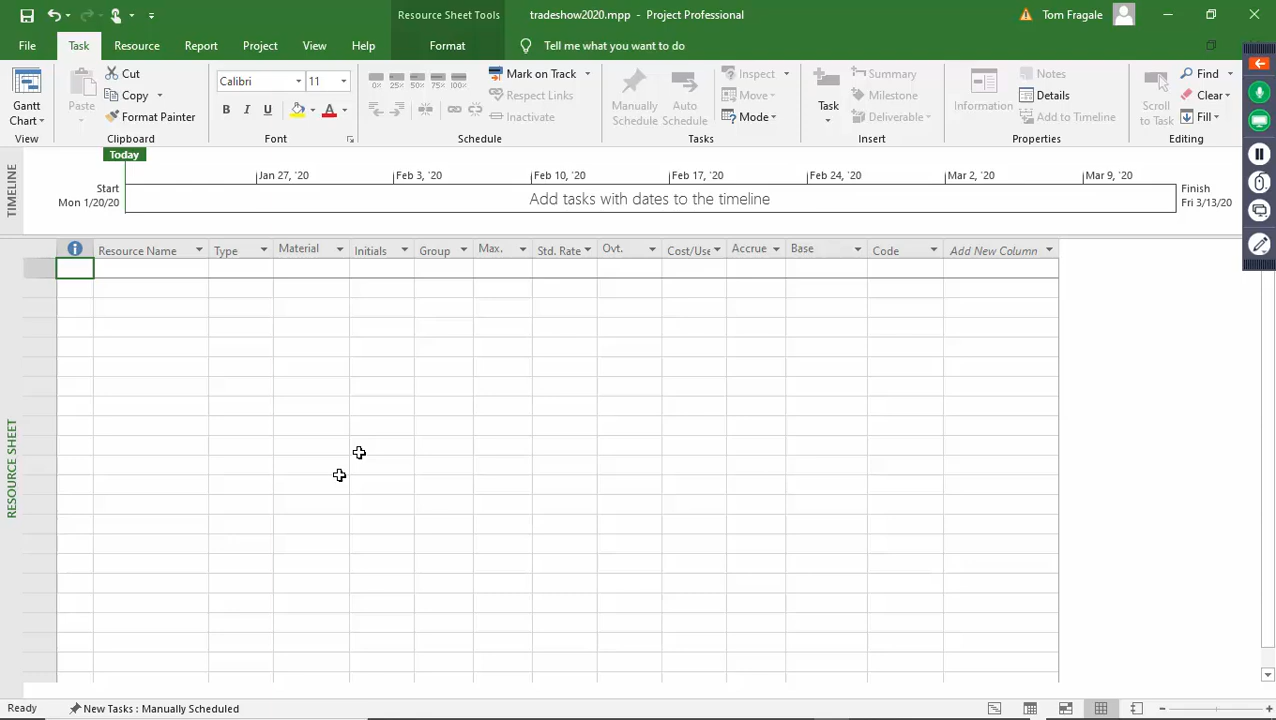 Resource Sheet Tools
tradeshow2020.mpp - Project Professional
Tom Fragale
File Task Resource Report Project View Help Format Tell me what you want to do
Gantt Chart
View
Paste
Cut
Copy
Format Painter
Clipboard
Calibri 11
B I U A
Font
0% 25% 50% 75% 100%
Mark on Track
Respect Links
Inactivate
Schedule
Manually Schedule
Auto Schedule
Inspect
Move
Mode
Tasks
Task
Summary
Milestone
Deliverable
Insert
Information
Notes
Details
Add to Timeline
Properties
Scroll to Task
Find
Clear
Fill
Editing
TIMELINE
Today
Start
Mon 1/20/20
Jan 27, '20 Feb 3, '20 Feb 10, '20 Feb 17, '20 Feb 24, '20 Mar 2, '20 Mar 9, '20
Add tasks with dates to the timeline
Finish
Fri 3/13/20
RESOURCE SHEET
Resource Name Type Material Initials Group Max. Std. Rate Ovt. Cost/Use Accrue Base Code Add New Column
Ready New Tasks : Manually Scheduled